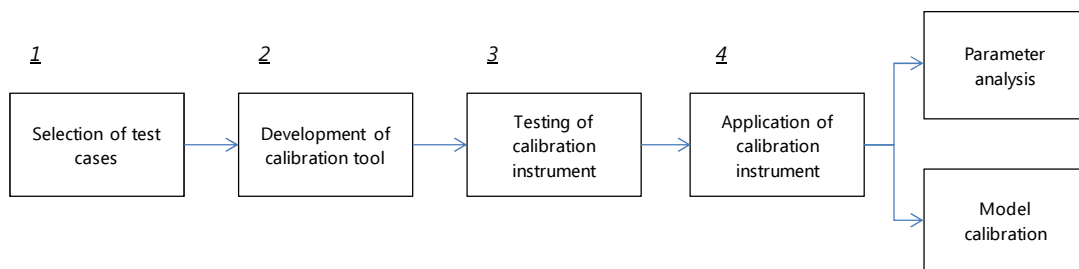 1
2
3
4
Selection of test
cases
Development of
calibration tool
Testing of
calibration
instrument
Application of
calibration
instrument
Parameter
analysis
Model
calibration